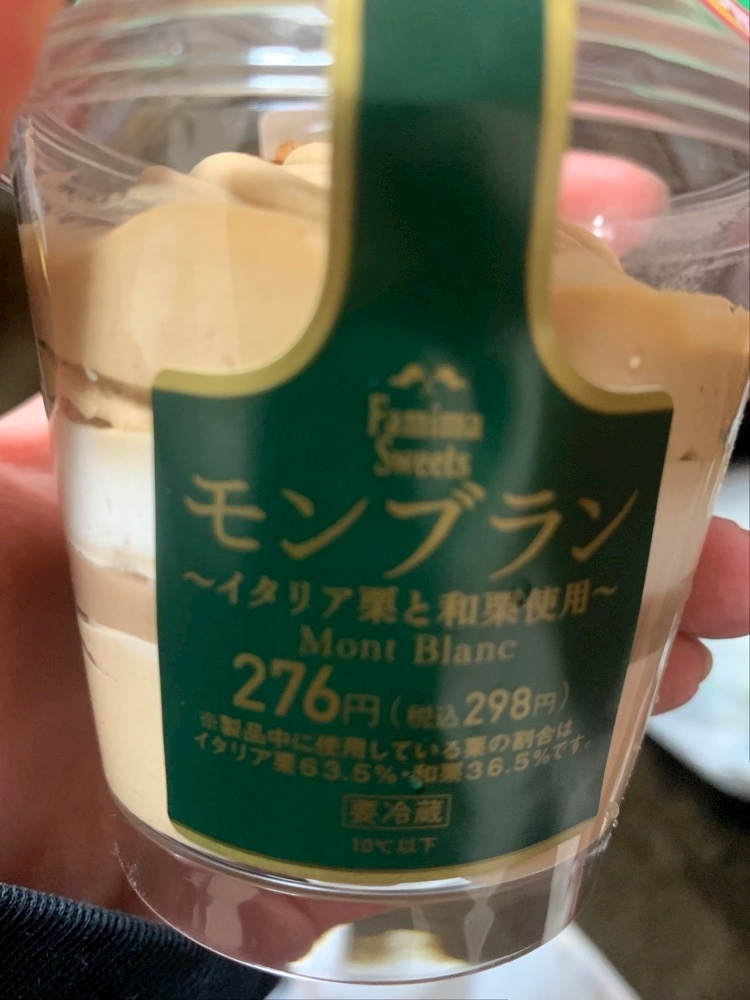 Famima
Sweets
モンブラン
~イタリア栗と和栗使用~
Mont Blanc
276円(税込298円)
※製品中に使用している栗の割合は
イタリア栗63.5%・和栗36.5%です。
要冷蔵
10℃以下